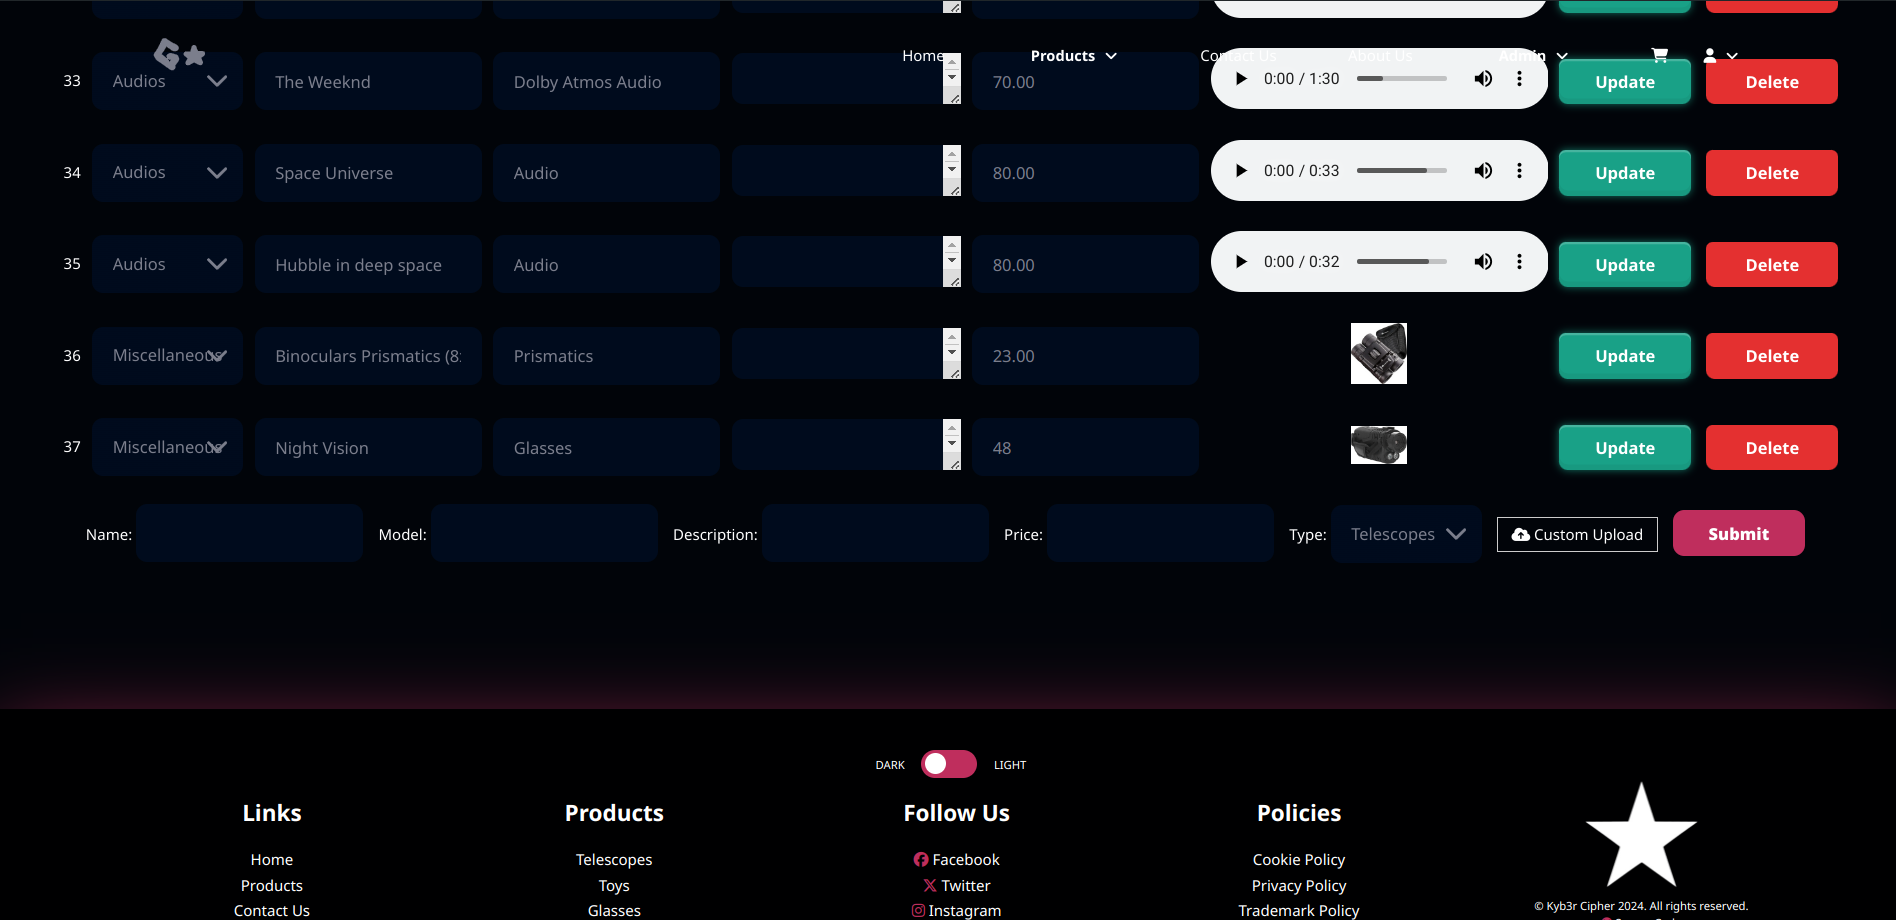 Home Products Contact Us About Us Admin
33 Audios The Weeknd Dolby Atmos Audio 70.00 0:00 / 1:30 Update Delete
34 Audios Space Universe Audio 80.00 0:00 / 0:33 Update Delete
35 Audios Hubble in deep space Audio 80.00 0:00 / 0:32 Update Delete
36 Miscellaneous Binoculars Prismatics (8: Prismatics 23.00 Update Delete
37 Miscellaneous Night Vision Glasses 48 Update Delete
Name: Model: Description: Price: Type: Telescopes Custom Upload Submit
DARK LIGHT
Links Products Follow Us Policies
Home Telescopes Facebook Cookie Policy
Products Toys Twitter Privacy Policy
Contact Us Glasses Instagram Trademark Policy
© Kyb3r Cipher 2024. All rights reserved.